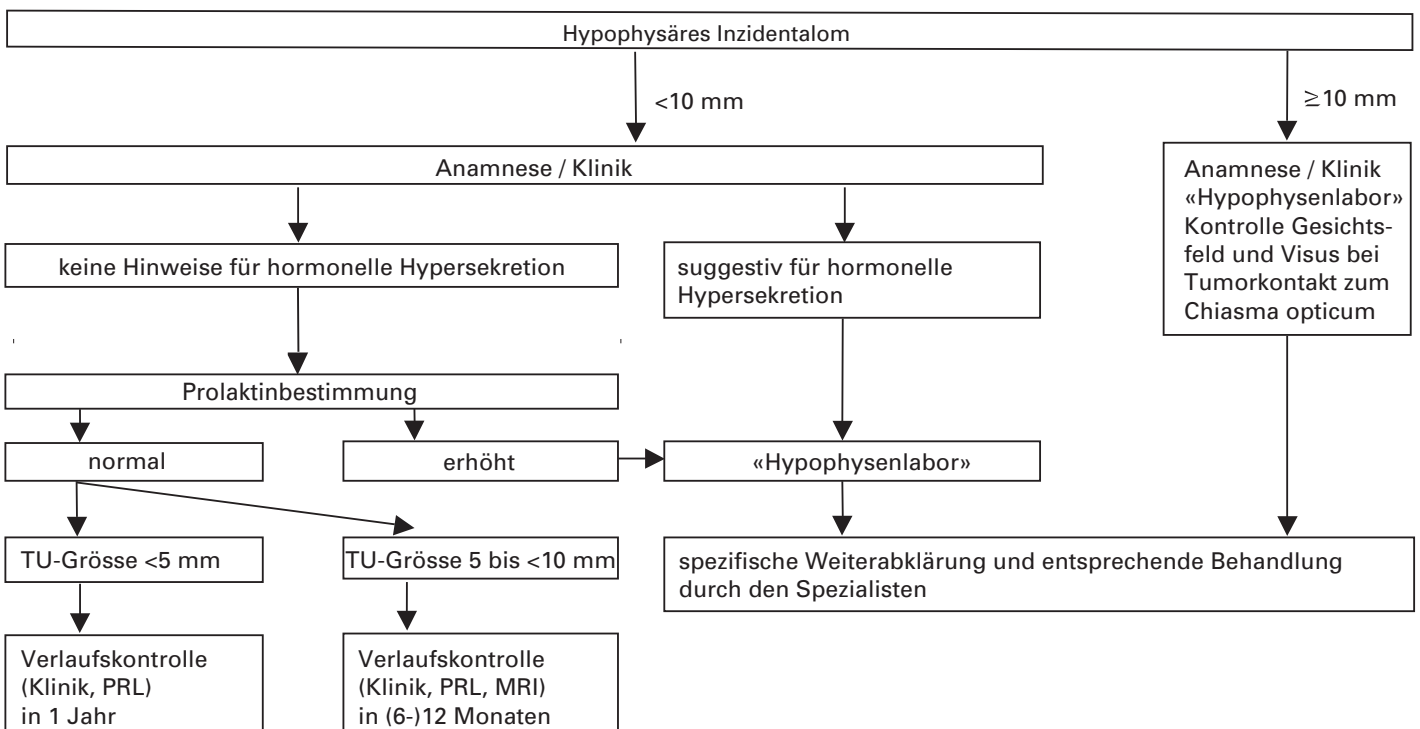 Hypophysäres Inzidentalom
<10 mm
≥10 mm
Anamnese / Klinik
Anamnese / Klinik
«Hypophysenlabor»
Kontrolle Gesichts-
feld und Visus bei
Tumorkontakt zum
Chiasma opticum
keine Hinweise für hormonelle Hypersekretion
suggestiv für hormonelle
Hypersekretion
Prolaktinbestimmung
normal
erhöht
«Hypophysenlabor»
TU-Grösse <5 mm
TU-Grösse 5 bis <10 mm
spezifische Weiterabklärung und entsprechende Behandlung
durch den Spezialisten
Verlaufskontrolle
(Klinik, PRL)
in 1 Jahr
Verlaufskontrolle
(Klinik, PRL, MRI)
in (6-)12 Monaten